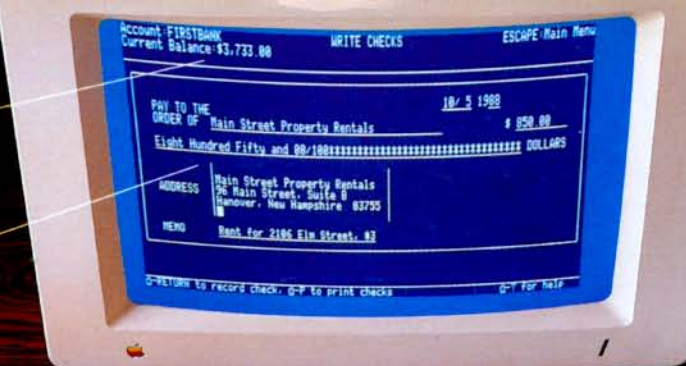 Account:FIRSTBANK WRITE CHECKS ESCAPE:Main Menu
Current Balance:$3,733.00
10/ 5 1988
PAY TO THE
ORDER OF Main Street Property Rentals $ 850.00
Eight Hundred Fifty and 00/100******************************** DOLLARS
Main Street Property Rentals
ADDRESS 96 Main Street, Suite B
Hanover, New Hampshire 03755
MEMO Rent for 2106 Elm Street, #3
-RETURN to record check, -P to print checks -? for help